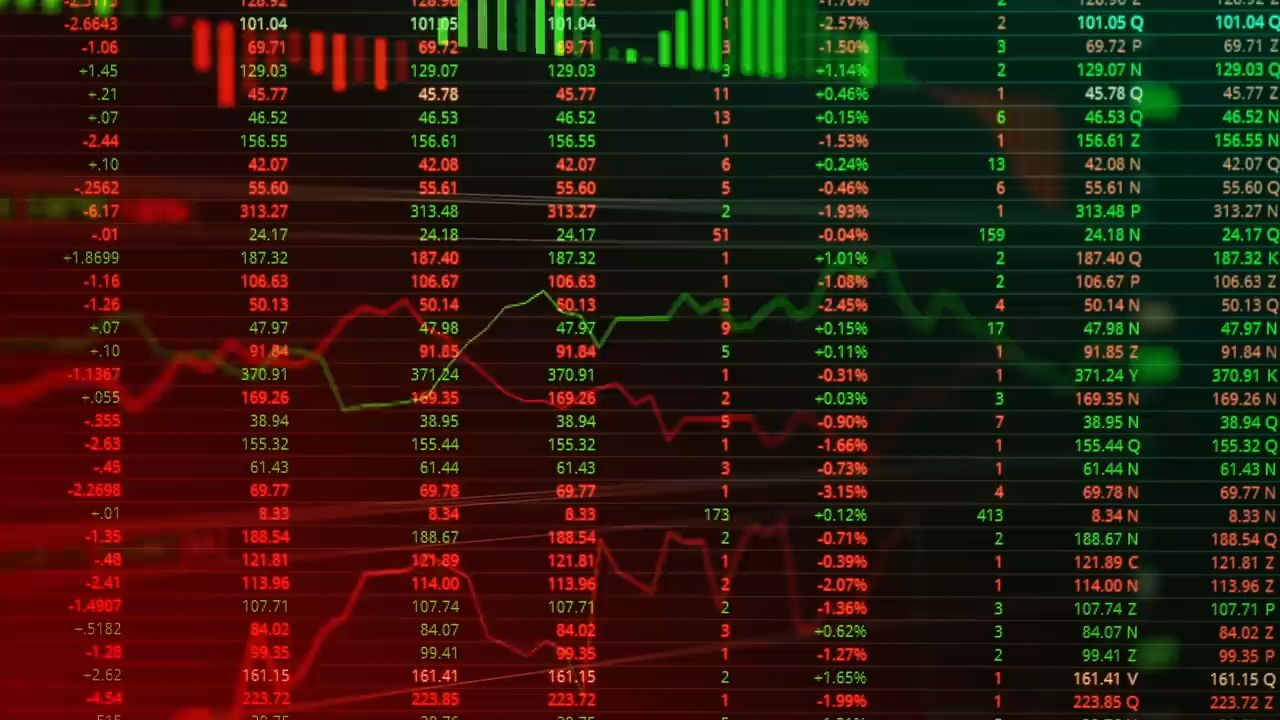 128.92 128.92
-2.6643 101.04 101.05 101.04 -2.57% 2 101.05 Q 101.04 Q
-1.06 69.71 69.72 69.71 3 -1.50% 3 69.72 P 69.71 Z
+1.45 129.03 129.07 129.03 3 +1.14% 2 129.07 N 129.03 Q
+.21 45.77 45.78 45.77 11 +0.46% 1 45.78 Q 45.77 Z
+.07 46.52 46.53 46.52 13 +0.15% 6 46.53 Q 46.52 N
-2.44 156.55 156.61 156.55 1 -1.53% 1 156.61 Z 156.55 N
+.10 42.07 42.08 42.07 6 +0.24% 13 42.08 N 42.07 Q
-.2562 55.60 55.61 55.60 5 -0.46% 6 55.61 N 55.60 Q
-6.17 313.27 313.48 313.27 2 -1.93% 1 313.48 P 313.27 N
-.01 24.17 24.18 24.17 51 -0.04% 159 24.18 N 24.17 Q
+1.8699 187.32 187.40 187.32 1 +1.01% 2 187.40 Q 187.32 K
-1.16 106.63 106.67 106.63 1 -1.08% 2 106.67 P 106.63 Z
-1.26 50.13 50.14 50.13 3 -2.45% 4 50.14 N 50.13 Q
+.07 47.97 47.98 47.97 9 +0.15% 17 47.98 N 47.97 N
+.10 91.84 91.85 91.84 5 +0.11% 1 91.85 Z 91.84 N
-1.1367 370.91 371.24 370.91 1 -0.31% 1 371.24 Y 370.91 K
+.055 169.26 169.35 169.26 2 +0.03% 3 169.35 N 169.26 N
-.355 38.94 38.95 38.94 5 -0.90% 7 38.95 N 38.94 Q
-2.63 155.32 155.44 155.32 1 -1.66% 1 155.44 Q 155.32 Q
-.45 61.43 61.44 61.43 3 -0.73% 1 61.44 N 61.43 N
-2.2698 69.77 69.78 69.77 1 -3.15% 4 69.78 N 69.77 N
+.01 8.33 8.34 8.33 173 +0.12% 413 8.34 N 8.33 N
-1.35 188.54 188.67 188.54 2 -0.71% 2 188.67 N 188.54 Q
-.48 121.81 121.89 121.81 1 -0.39% 1 121.89 C 121.81 Z
-2.41 113.96 114.00 113.96 2 -2.07% 1 114.00 N 113.96 Z
-1.4907 107.71 107.74 107.71 2 -1.36% 3 107.74 Z 107.71 P
+.5182 84.02 84.07 84.02 3 +0.62% 3 84.07 N 84.02 Z
-1.28 99.35 99.41 99.35 1 -1.27% 2 99.41 Z 99.35 P
+2.62 161.15 161.41 161.15 2 +1.65% 1 161.41 V 161.15 Q
-4.54 223.72 223.85 223.72 1 -1.99% 1 223.85 Q 223.72 Z